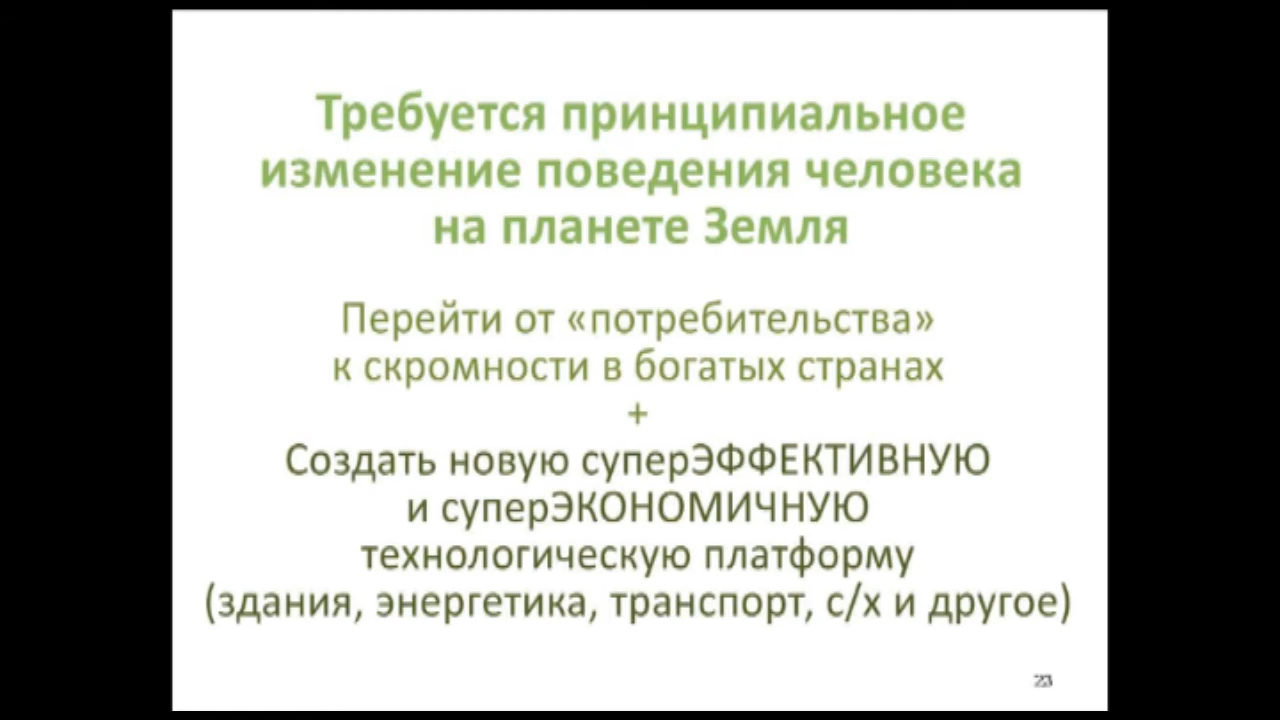 Требуется принципиальное
изменение поведения человека
на планете Земля
Перейти от «потребительства»
к скромности в богатых странах
+
Создать новую суперЭФФЕКТИВНУЮ
и суперЭКОНОМИЧНУЮ
технологическую платформу
(здания, энергетика, транспорт, с/х и другое)
23